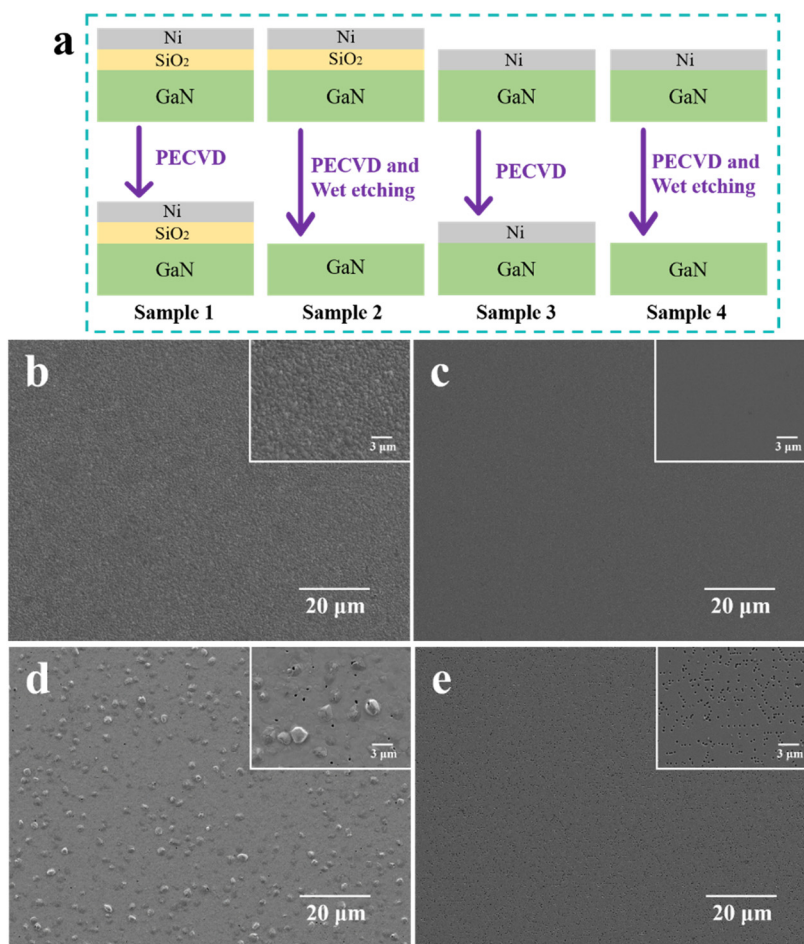 a
Ni
SiO₂
GaN
PECVD
Ni
SiO₂
GaN
Sample 1
Ni
SiO₂
GaN
PECVD and
Wet etching
GaN
Sample 2
Ni
GaN
PECVD
Ni
GaN
Sample 3
Ni
GaN
PECVD and
Wet etching
GaN
Sample 4
b
3 μm
20 μm
c
3 μm
20 μm
d
3 μm
20 μm
e
3 μm
20 μm